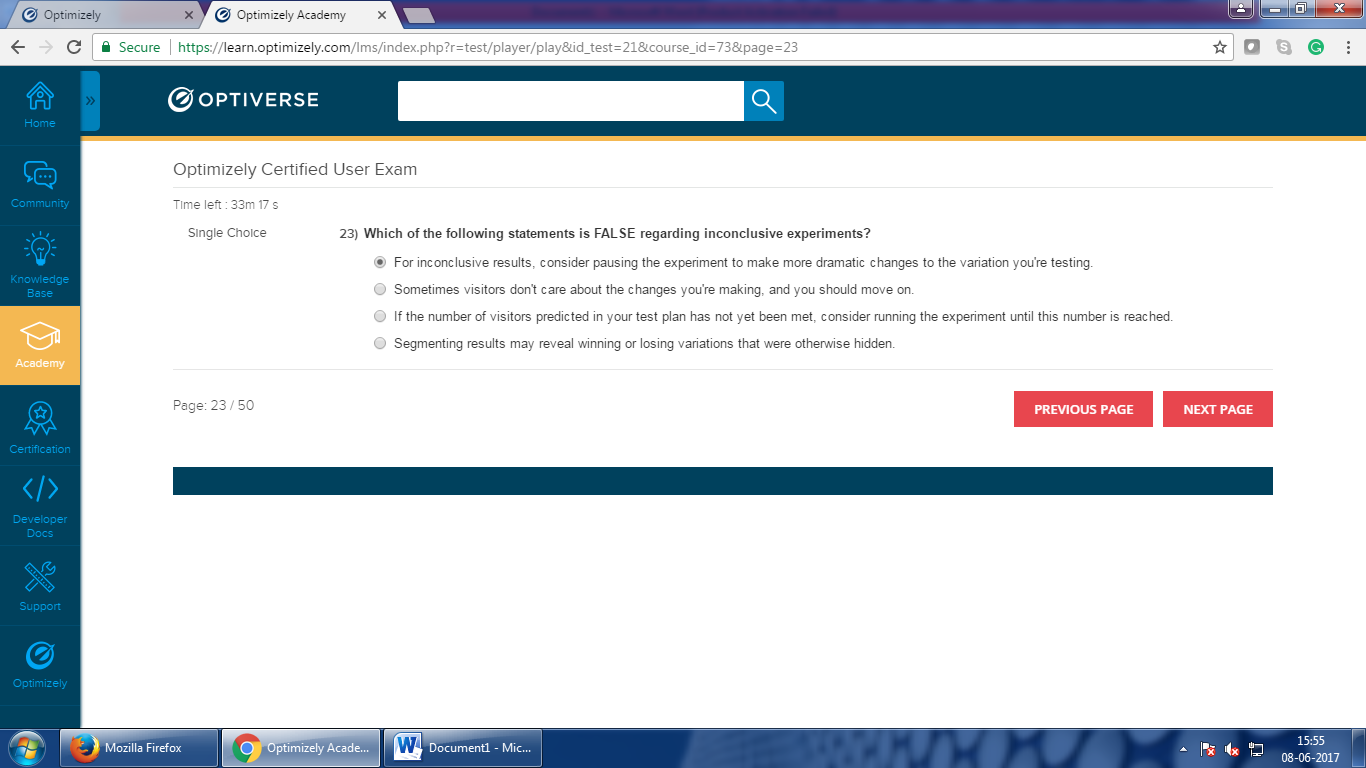 Optimizely
Optimizely Academy
Secure
https://learn.optimizely.com/lms/index.php?r=test/player/play&id_test=21&course_id=73&page=23
Home
Community
Knowledge
Base
Academy
Certification
Developer
Docs
Support
Optimizely
»
OPTIVERSE
Optimizely Certified User Exam
Time left : 33m 17 s
Single Choice
23) Which of the following statements is FALSE regarding inconclusive experiments?
For inconclusive results, consider pausing the experiment to make more dramatic changes to the variation you're testing.
Sometimes visitors don't care about the changes you're making, and you should move on.
If the number of visitors predicted in your test plan has not yet been met, consider running the experiment until this number is reached.
Segmenting results may reveal winning or losing variations that were otherwise hidden.
Page: 23 / 50
PREVIOUS PAGE
NEXT PAGE
Mozilla Firefox
Optimizely Acade...
Document1 - Mic...
15:55
08-06-2017